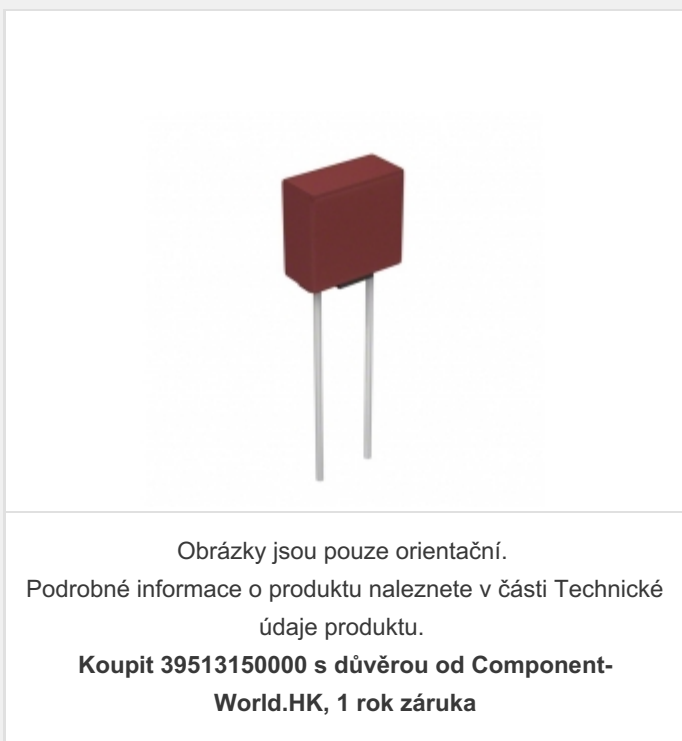 Obrázky jsou pouze orientační.
Podrobné informace o produktu naleznete v části Technické
údaje produktu.
Koupit 39513150000 s důvěrou od Component-
World.HK, 1 rok záruka